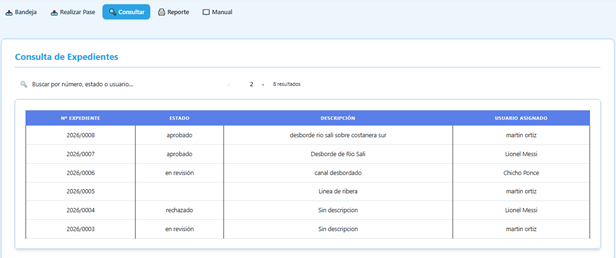 Bandeja Realizar Pase Consultar Reporte Manual
Consulta de Expedientes
Buscar por número, estado o usuario... 2 8 resultados
Nº EXPEDIENTE ESTADO DESCRIPCIÓN USUARIO ASIGNADO
2026/0008 aprobado desborde rio sali sobre costanera sur martin ortiz
2026/0007 aprobado Desborde de Rio Sali Lionel Messi
2026/0006 en revisión canal desbordado Chicho Ponce
2026/0005 Linea de ribera martin ortiz
2026/0004 rechazado Sin descripcion Lionel Messi
2026/0003 en revisión Sin descripcion martin ortiz